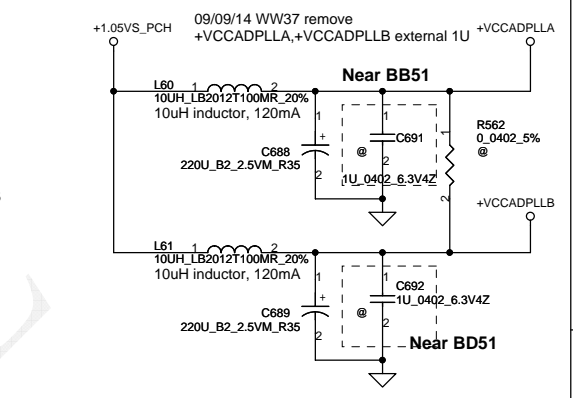 09/09/14 WW37 remove
+VCCADPLLA,+VCCADPLLB external 1U
+1.05VS_PCH
+VCCADPLLA
Near BB51
L60
1
2
10UH_LB2012T100MR_20%
10uH inductor, 120mA
R562
0_0402_5%
@
1
2
1
+
C688
220U_B2_2.5VM_R35
2
1
C691
@
2
1U_0402_6.3V4Z
+VCCADPLLB
L61
1
2
10UH_LB2012T100MR_20%
10uH inductor, 120mA
1
+
C689
220U_B2_2.5VM_R35
2
1
C692
1U_0402_6.3V4Z
@
2
Near BD51